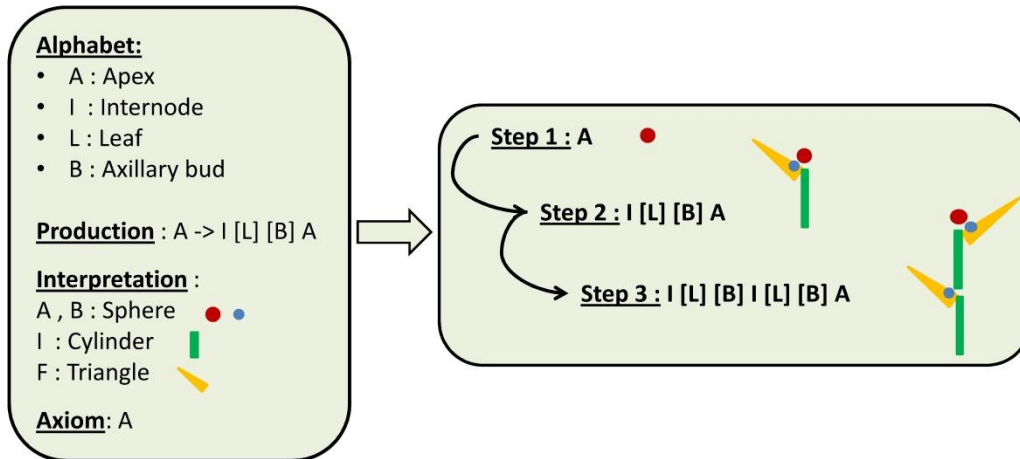 Alphabet:
• A : Apex
• I : Internode
• L : Leaf
• B : Axillary bud
Production : A -> I [L] [B] A
Interpretation :
A , B : Sphere
I : Cylinder
F : Triangle
Axiom: A
Step 1 : A
Step 2 : I [L] [B] A
Step 3 : I [L] [B] I [L] [B] A